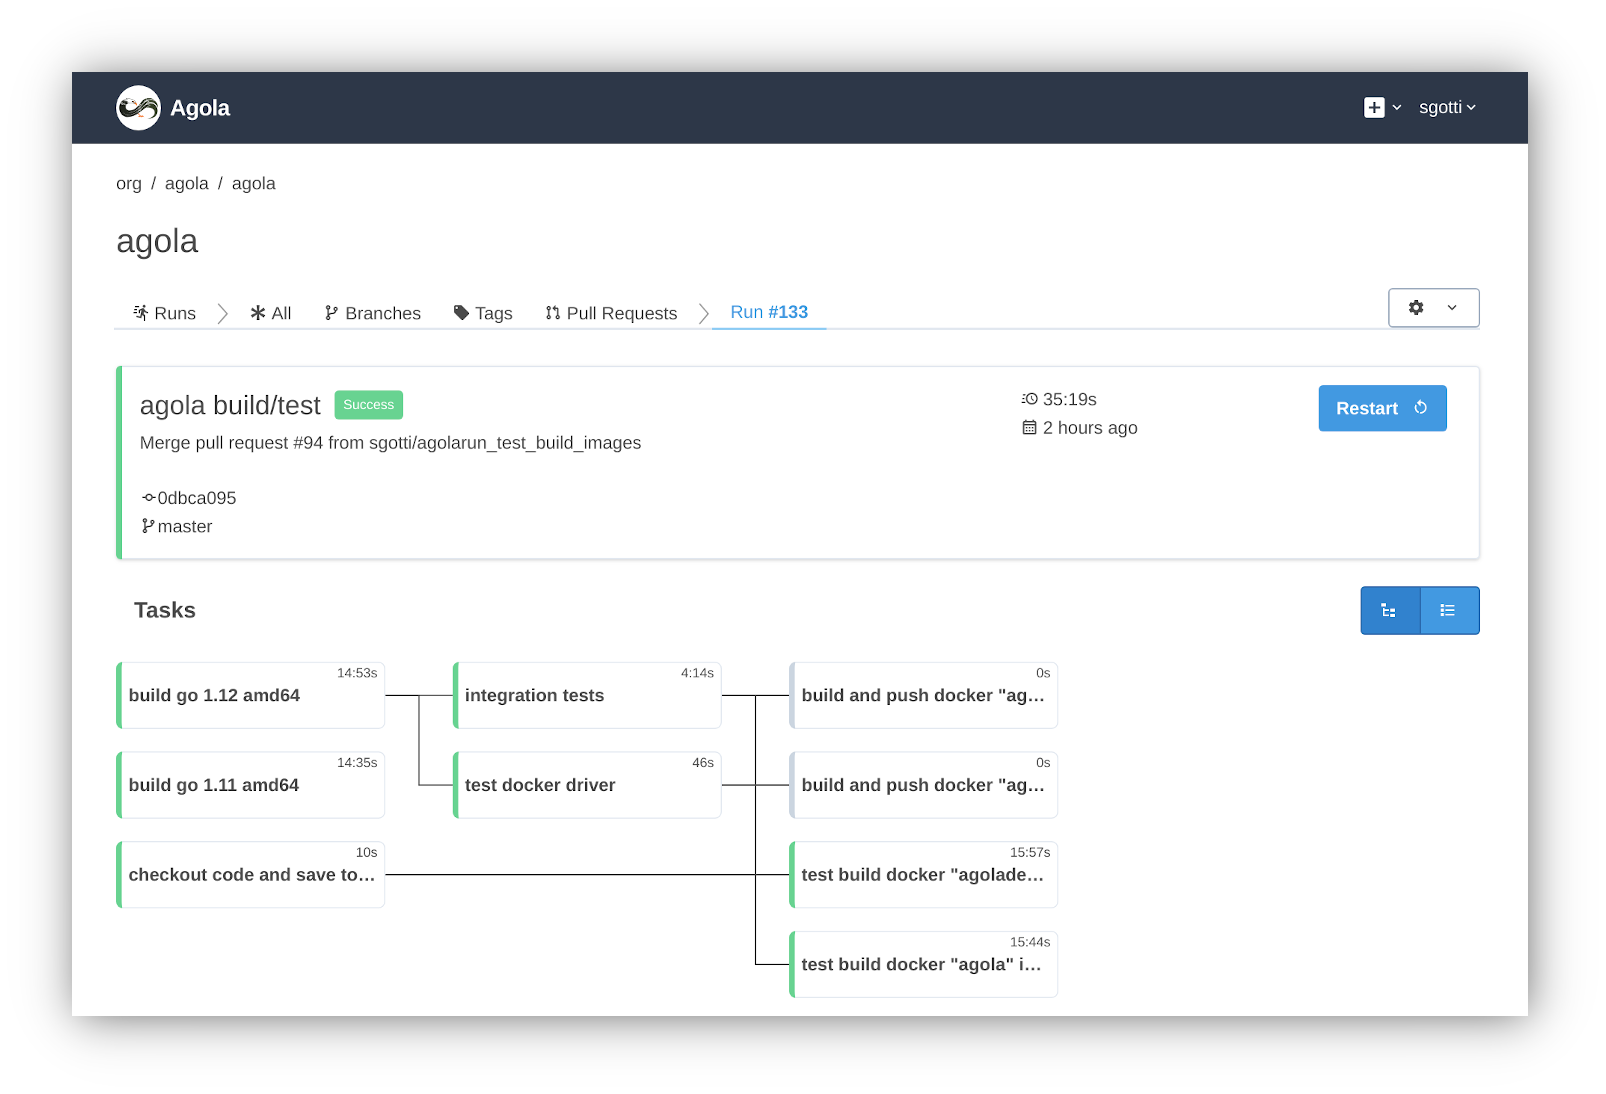 Agola
sgotti
org / agola / agola
agola
Runs All Branches Tags Pull Requests Run #133
agola build/test Success
Merge pull request #94 from sgotti/agolarun_test_build_images
0dbca095
master
35:19s
2 hours ago
Restart
Tasks
14:53s
build go 1.12 amd64
4:14s
integration tests
0s
build and push docker "ag...
14:35s
build go 1.11 amd64
46s
test docker driver
0s
build and push docker "ag...
10s
checkout code and save to...
15:57s
test build docker "agolade...
15:44s
test build docker "agola" i...